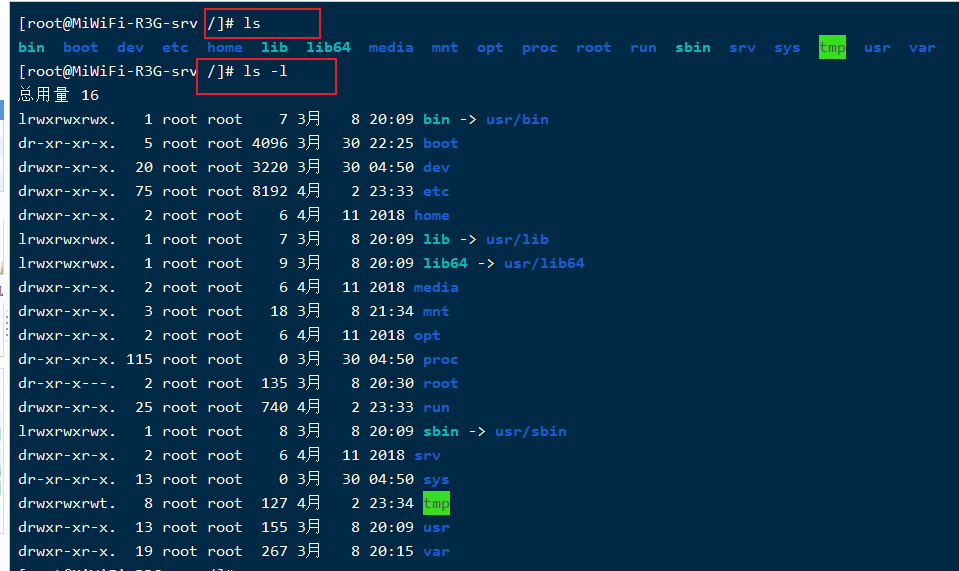 [root@MiWiFi-R3G-srv /]# ls
bin boot dev etc home lib lib64 media mnt opt proc root run sbin srv sys tmp usr var
[root@MiWiFi-R3G-srv /]# ls -l
总用量 16
lrwxrwxrwx. 1 root root 7 3月 8 20:09 bin -> usr/bin
dr-xr-xr-x. 5 root root 4096 3月 30 22:25 boot
drwxr-xr-x. 20 root root 3220 3月 30 04:50 dev
drwxr-xr-x. 75 root root 8192 4月 2 23:33 etc
drwxr-xr-x. 2 root root 6 4月 11 2018 home
lrwxrwxrwx. 1 root root 7 3月 8 20:09 lib -> usr/lib
lrwxrwxrwx. 1 root root 9 3月 8 20:09 lib64 -> usr/lib64
drwxr-xr-x. 2 root root 6 4月 11 2018 media
drwxr-xr-x. 3 root root 18 3月 8 21:34 mnt
drwxr-xr-x. 2 root root 6 4月 11 2018 opt
dr-xr-xr-x. 115 root root 0 3月 30 04:50 proc
dr-xr-x---. 2 root root 135 3月 8 20:30 root
drwxr-xr-x. 25 root root 740 4月 2 23:33 run
lrwxrwxrwx. 1 root root 8 3月 8 20:09 sbin -> usr/sbin
drwxr-xr-x. 2 root root 6 4月 11 2018 srv
dr-xr-xr-x. 13 root root 0 3月 30 04:50 sys
drwxrwxrwt. 8 root root 127 4月 2 23:34 tmp
drwxr-xr-x. 13 root root 155 3月 8 20:09 usr
drwxr-xr-x. 19 root root 267 3月 8 20:15 var